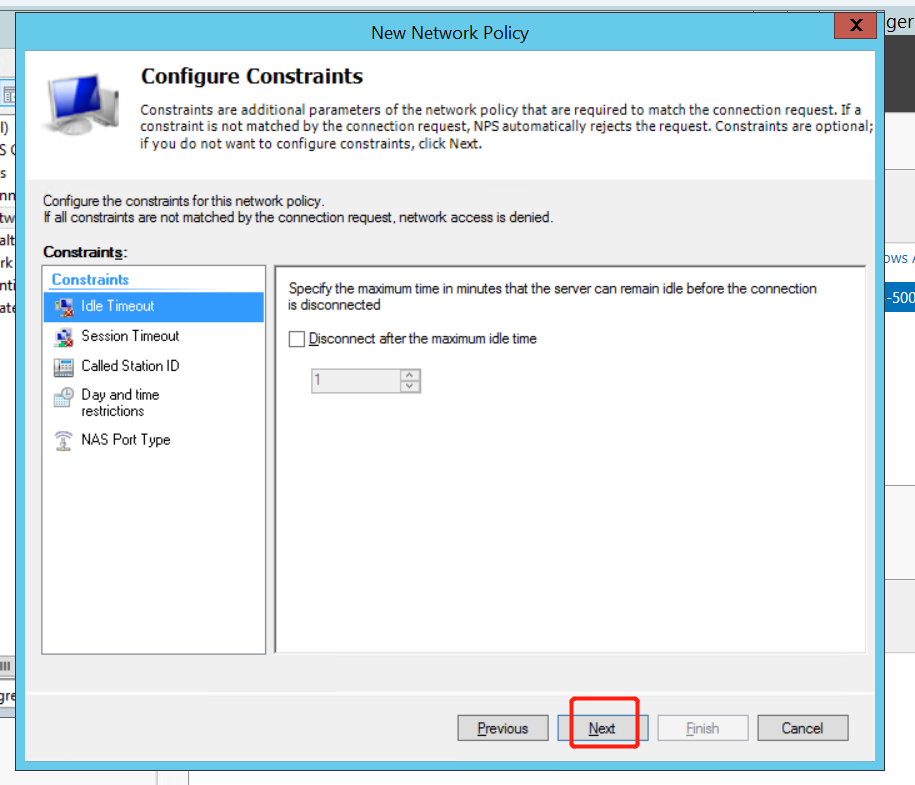 New Network Policy
X
ger
Configure Constraints
Constraints are additional parameters of the network policy that are required to match the connection request. If a
constraint is not matched by the connection request, NPS automatically rejects the request. Constraints are optional;
if you do not want to configure constraints, click Next.
Configure the constraints for this network policy.
If all constraints are not matched by the connection request, network access is denied.
Constraints:
Constraints
Idle Timeout
Session Timeout
Called Station ID
Day and time
restrictions
NAS Port Type
Specify the maximum time in minutes that the server can remain idle before the connection
is disconnected
Disconnect after the maximum idle time
1
-500
Previous
Next
Finish
Cancel